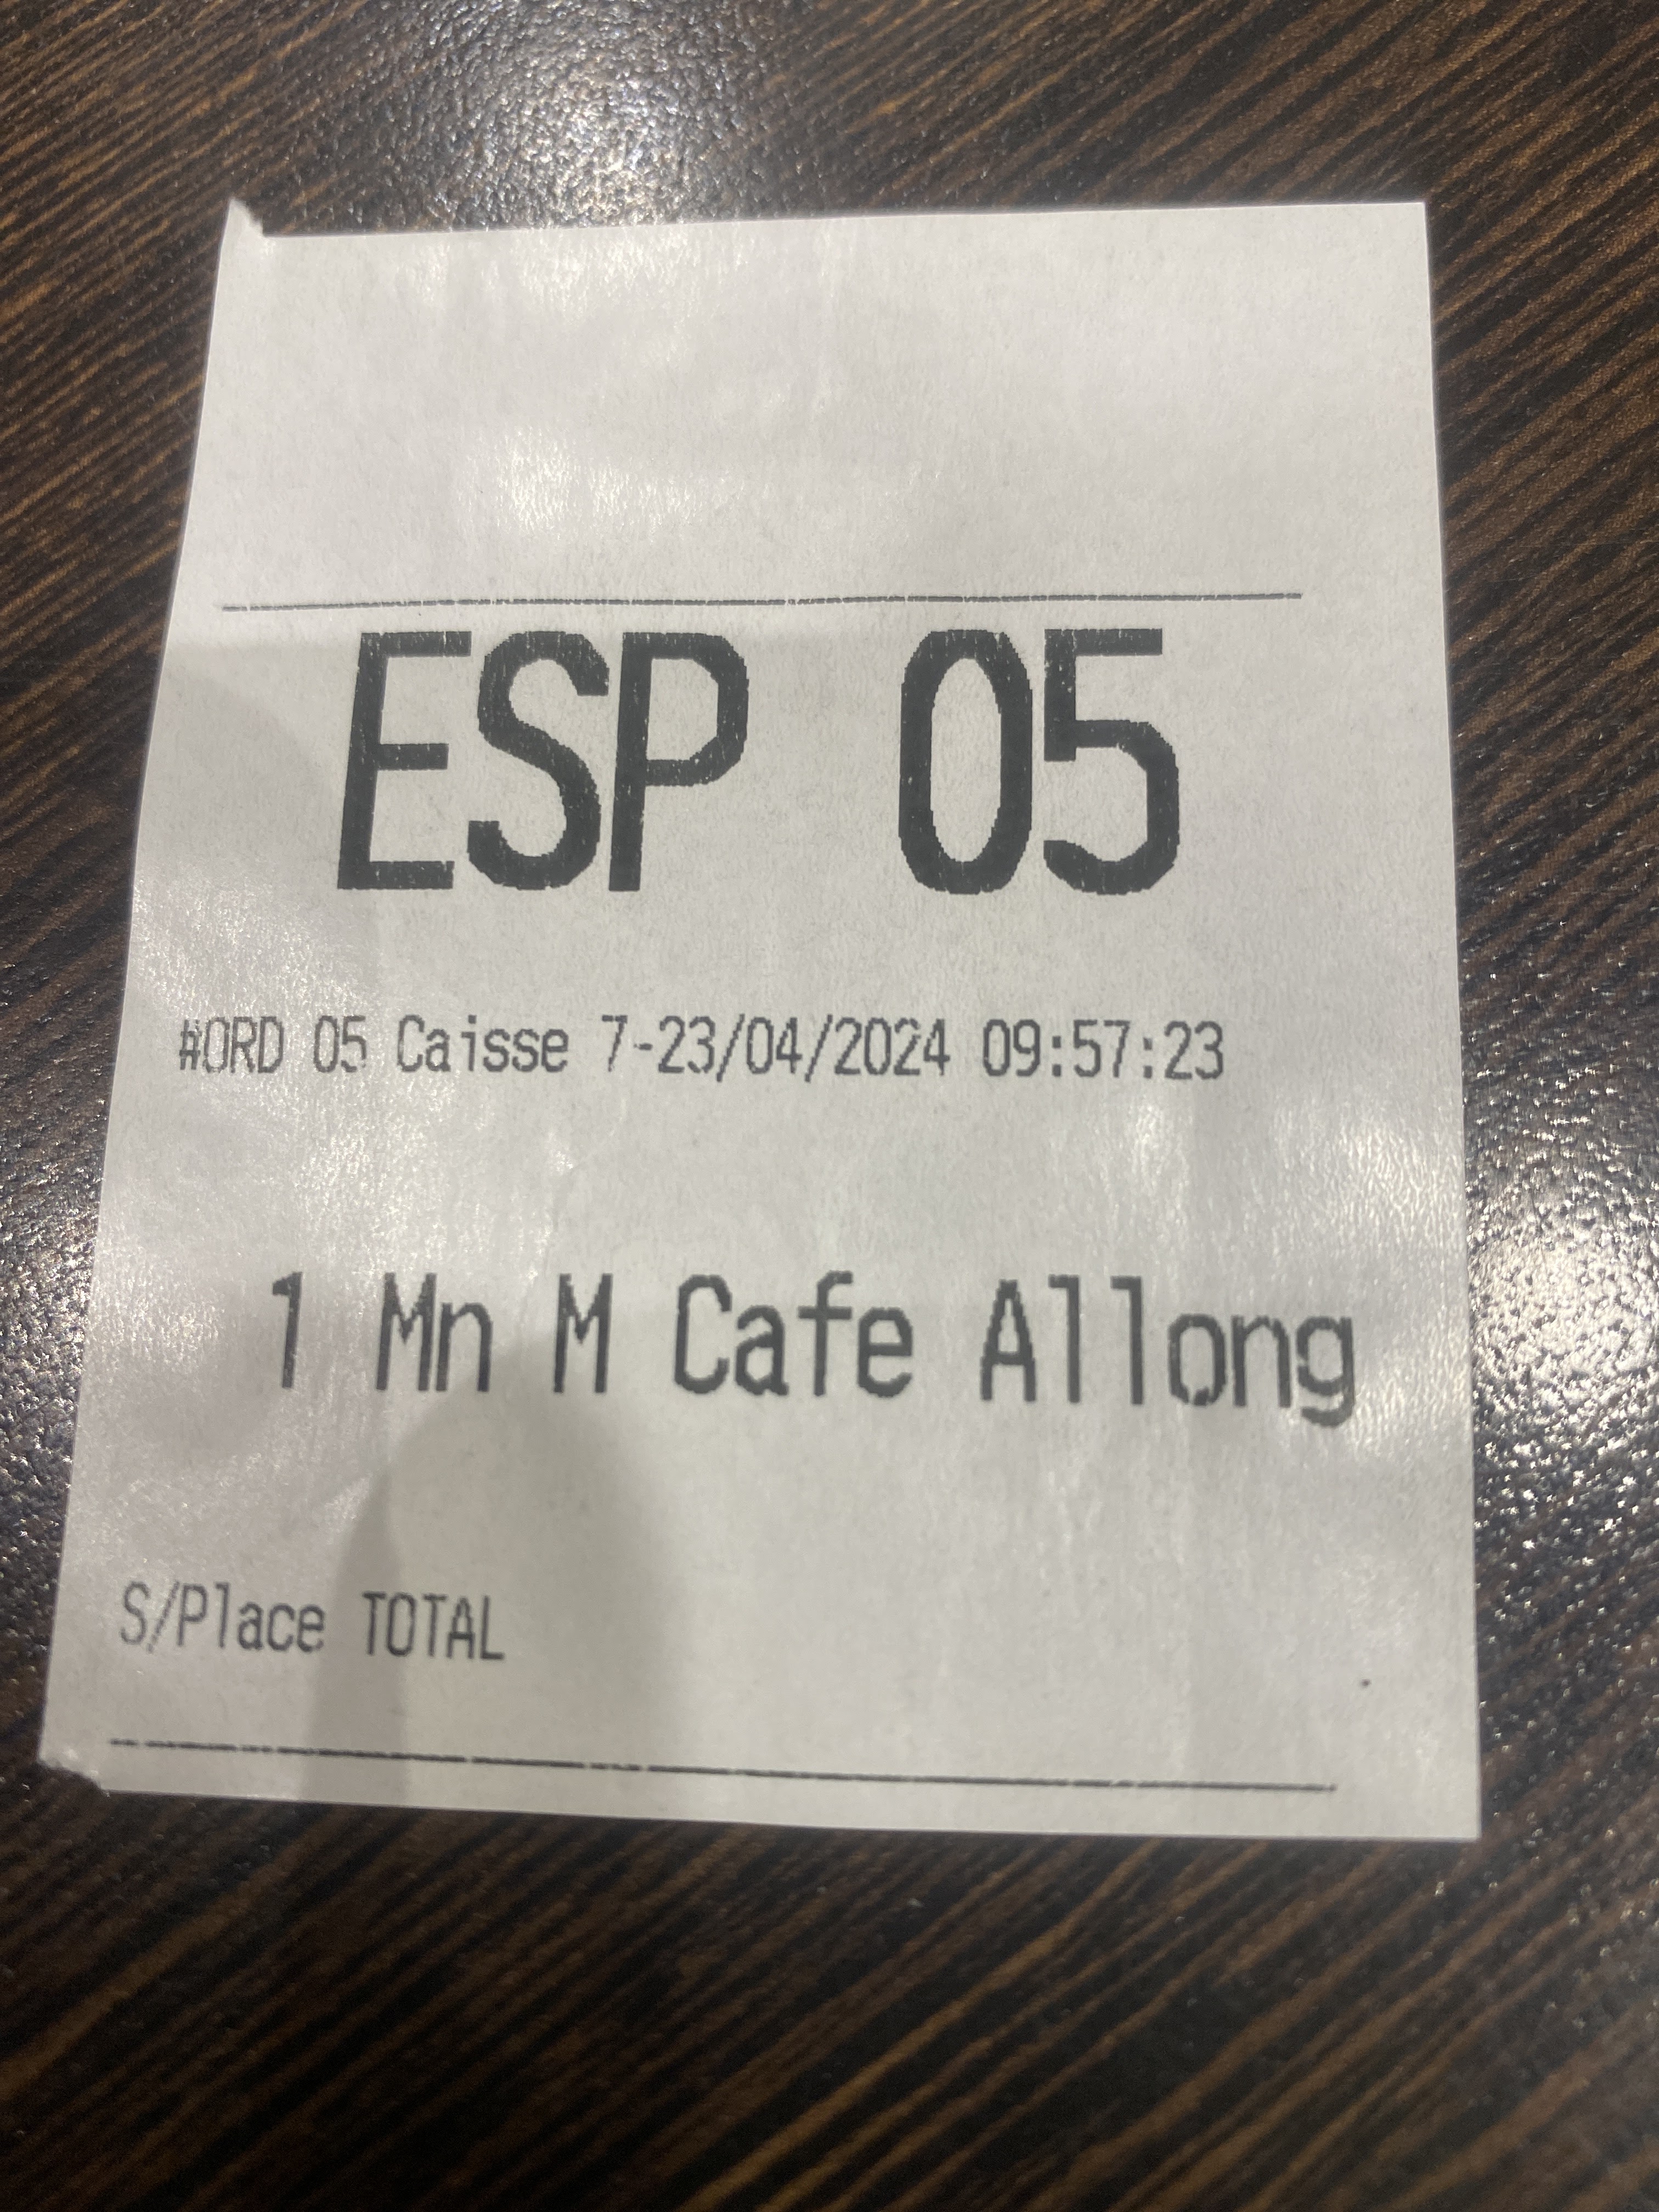 ESP 05
#ORD 05 Caisse 7-23/04/2024 09:57:23
1 Mn M Cafe Allong
S/Place TOTAL